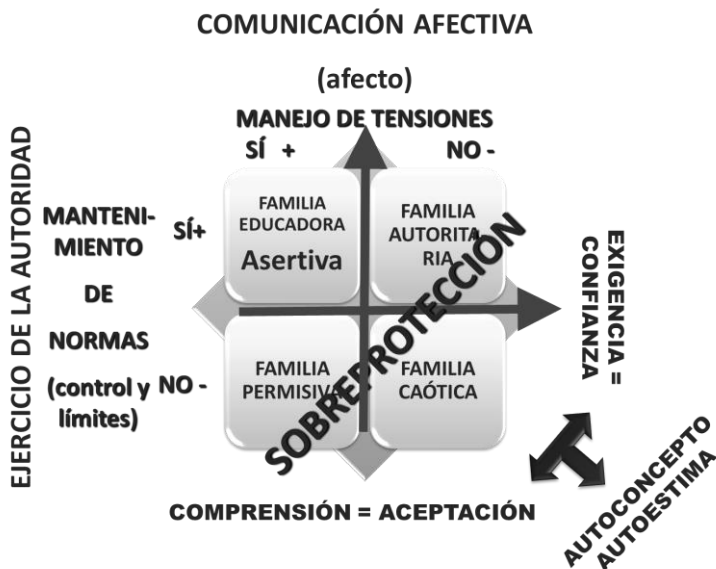 COMUNICACIÓN AFECTIVA
(afecto)
MANEJO DE TENSIONES
SÍ +
NO -
EJERCICIO DE LA AUTORIDAD
MANTENI-
MIENTO
DE
NORMAS
(control y
límites)
SÍ+
NO -
FAMILIA
EDUCADORA
Asertiva
FAMILIA
AUTORITA
RIA
FAMILIA
PERMISIVA
FAMILIA
CAÓTICA
SOBREPROTECCIÓN
EXIGENCIA =
CONFIANZA
COMPRENSIÓN = ACEPTACIÓN
AUTOCONCEPTO
AUTOESTIMA